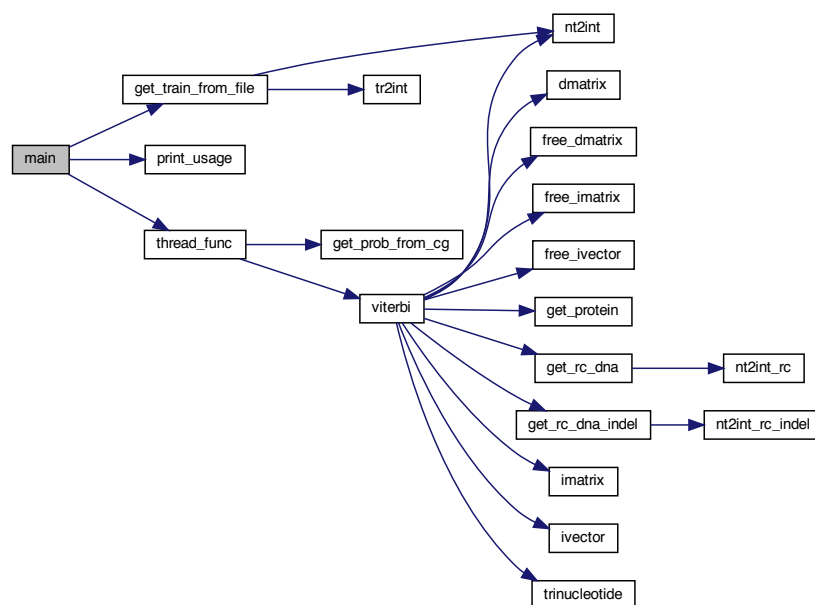 nt2int
get_train_from_file
tr2int
dmatrix
free_dmatrix
main
print_usage
free_imatrix
thread_func
get_prob_from_cg
free_ivector
viterbi
get_protein
get_rc_dna
nt2int_rc
get_rc_dna_indel
nt2int_rc_indel
imatrix
ivector
trinucleotide